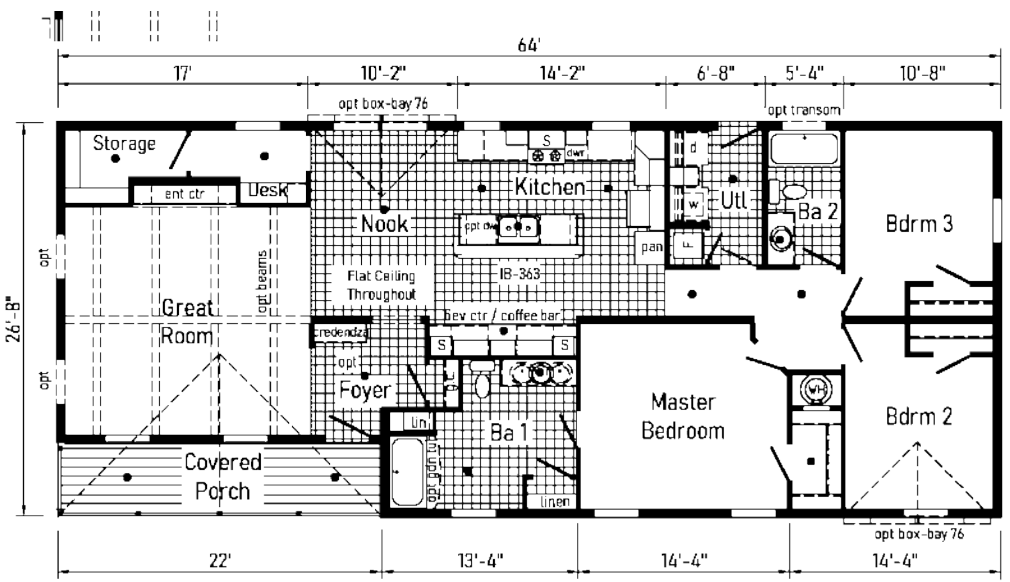 64'
17' 10'-2" 14'-2" 6'-8" 5'-4" 10'-8"
opt box-bay 76
opt transom
Storage
S
dwr
d
ent ctr
Desk
Kitchen
w
Utl
Ba 2
Nook
opt dw
Bdrm 3
pan
F
opt
opt beams
Flat Ceiling
Throughout
IB-363
26'-8"
Great
Room
Bev ctr / coffee bar
credendza
S
S
opt
opt
Foyer
WH
Master
Bedroom
Bdrm 2
lin
Ba 1
opt gdn tub
Covered
Porch
linen
opt box-bay 76
22' 13'-4" 14'-4" 14'-4"